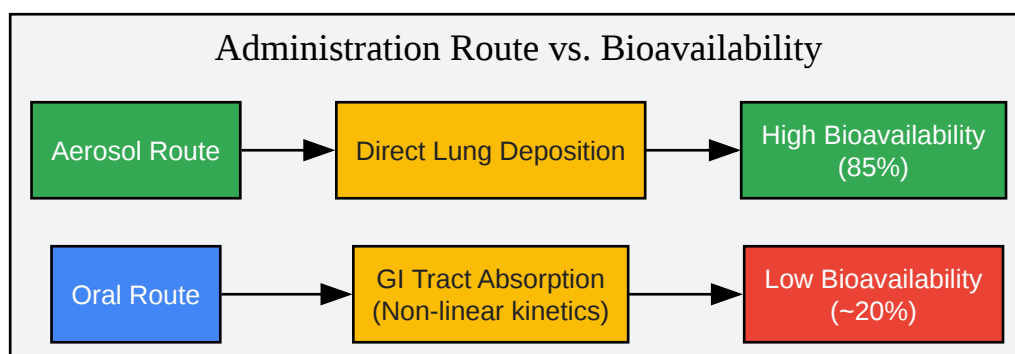 Administration Route vs. Bioavailability
Aerosol Route
Direct Lung Deposition
High Bioavailability
(85%)
Oral Route
GI Tract Absorption
(Non-linear kinetics)
Low Bioavailability
(~20%)